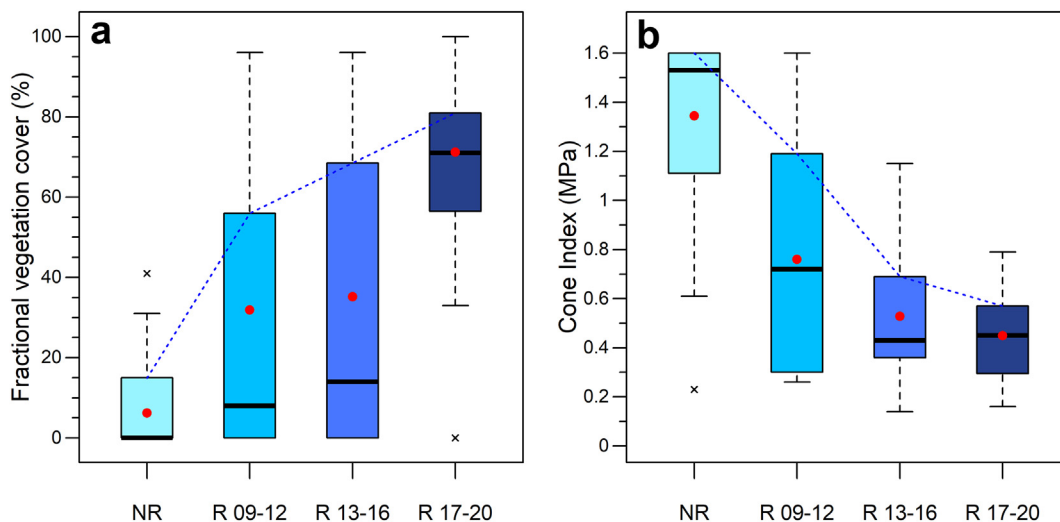 a
Fractional vegetation cover (%)
100
80
60
40
20
0
NR
R 09-12
R 13-16
R 17-20
b
Cone Index (MPa)
1.6
1.4
1.2
1.0
0.8
0.6
0.4
0.2
0
NR
R 09-12
R 13-16
R 17-20